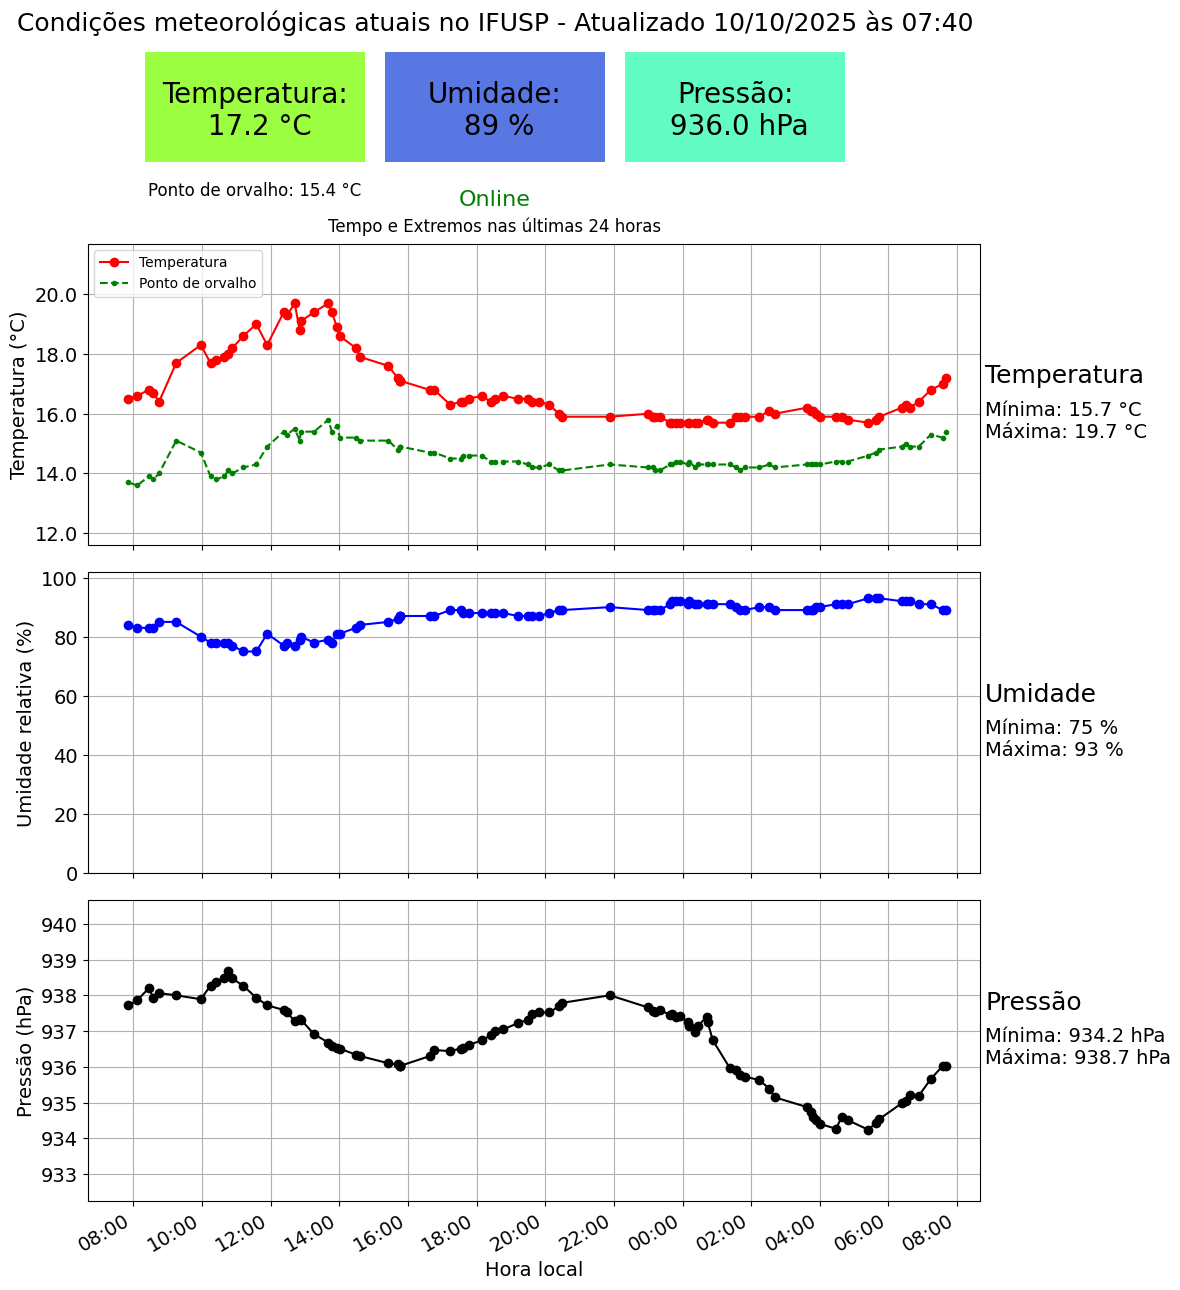 Condições meteorológicas atuais no IFUSP - Atualizado 10/10/2025 às 07:40
Temperatura:
17.2 °C
Umidade:
89 %
Pressão:
936.0 hPa
Ponto de orvalho: 15.4 °C
Online
Tempo e Extremos nas últimas 24 horas
Temperatura
Ponto de orvalho
Temperatura (°C)
20.0
18.0
16.0
14.0
12.0
Temperatura
Mínima: 15.7 °C
Máxima: 19.7 °C
Umidade relativa (%)
100
80
60
40
20
0
Umidade
Mínima: 75 %
Máxima: 93 %
Pressão (hPa)
940
939
938
937
936
935
934
933
Pressão
Mínima: 934.2 hPa
Máxima: 938.7 hPa
08:00 10:00 12:00 14:00 16:00 18:00 20:00 22:00 00:00 02:00 04:00 06:00 08:00
Hora local